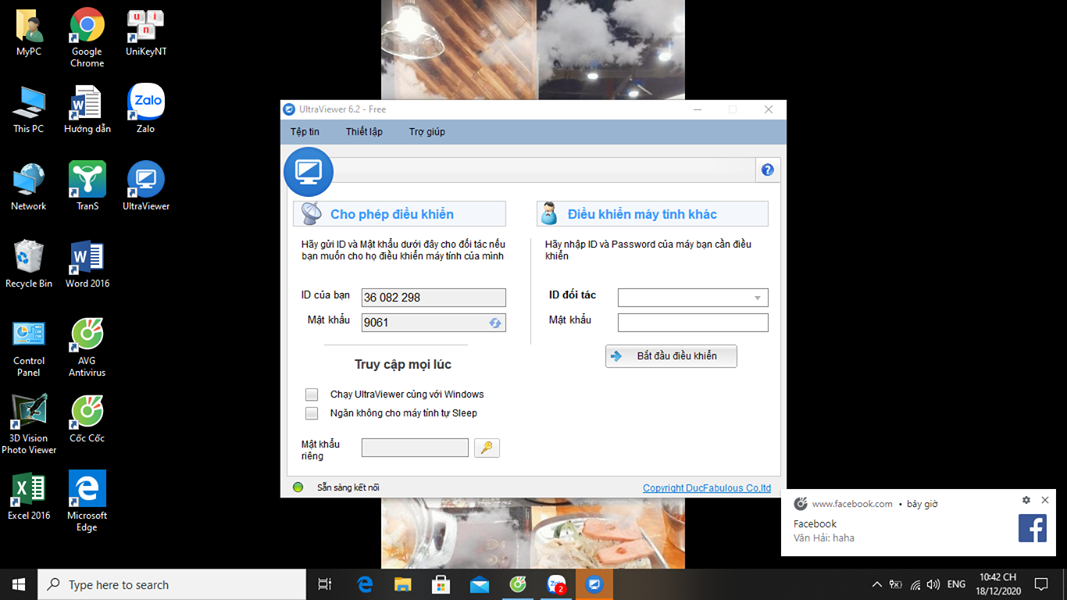 MyPC
Google Chrome
UniKeyNT
This PC
Hướng dẫn
Zalo
Zalo
Network
TranS
UltraViewer
Recycle Bin
Word 2016
Control Panel
AVG Antivirus
3D Vision Photo Viewer
Cốc Cốc
Excel 2016
Microsoft Edge
UltraViewer 6.2 - Free
Tệp tin
Thiết lập
Trợ giúp
Cho phép điều khiển
Hãy gửi ID và Mật khẩu dưới đây cho đối tác nếu
bạn muốn cho họ điều khiển máy tính của mình
ID của bạn
36 082 298
Mật khẩu
9061
Truy cập mọi lúc
Chạy UltraViewer cùng với Windows
Ngăn không cho máy tính tự Sleep
Mật khẩu
riêng
Sẵn sàng kết nối
Điều khiển máy tính khác
Hãy nhập ID và Password của máy bạn cần điều
khiển
ID đối tác
Mật khẩu
Bắt đầu điều khiển
Copyright DucFabulous Co,ltd
www.facebook.com • bây giờ
Facebook
Văn Hải: haha
Type here to search
2
ENG
10:42 CH
18/12/2020